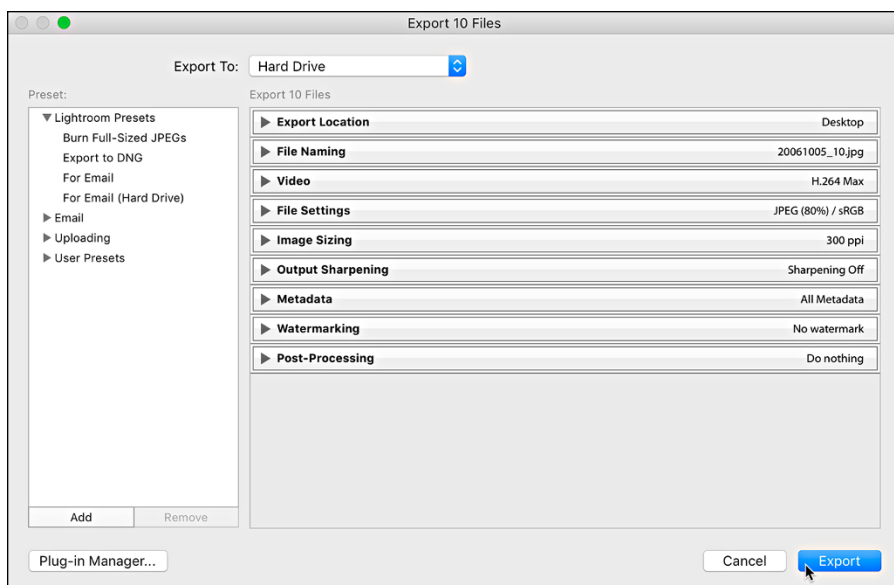 Export 10 Files
Export To: Hard Drive
Preset:
Lightroom Presets
Burn Full-Sized JPEGs
Export to DNG
For Email
For Email (Hard Drive)
Email
Uploading
User Presets
Add Remove
Plug-in Manager...
Export 10 Files
Export Location Desktop
File Naming 20061005_10.jpg
Video H.264 Max
File Settings JPEG (80%) / sRGB
Image Sizing 300 ppi
Output Sharpening Sharpening Off
Metadata All Metadata
Watermarking No watermark
Post-Processing Do nothing
Cancel Export